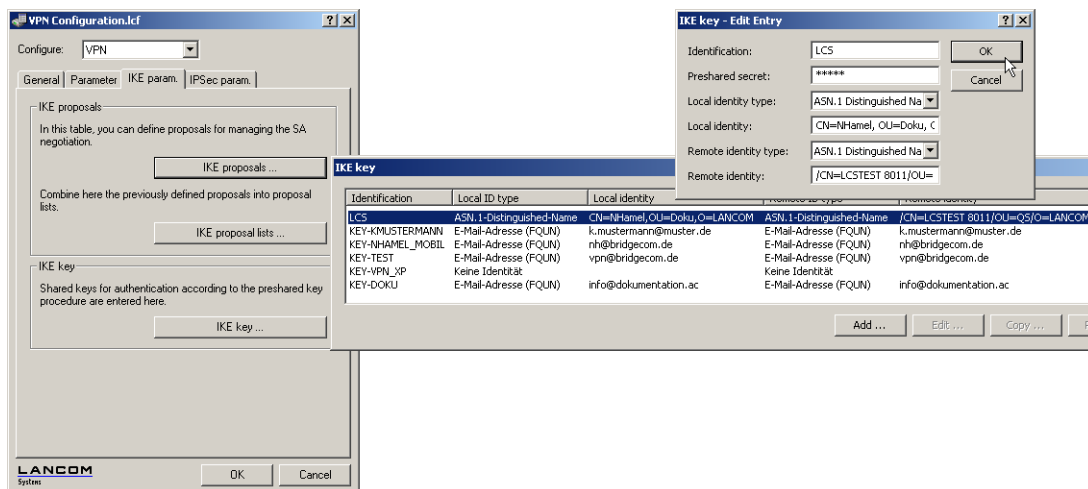 VPN Configuration.lcf
Configure: VPN
General Parameter IKE param. IPSec param.
IKE proposals
In this table, you can define proposals for managing the SA
negotiation.
IKE proposals ...
Combine here the previously defined proposals into proposal
lists.
IKE proposal lists ...
IKE key
Shared keys for authentication according to the preshared key
procedure are entered here.
IKE key ...
LANCOM
Systems
OK Cancel
IKE key - Edit Entry
Identification: LCS
OK
Preshared secret: *****
Cancel
Local identity type: ASN.1 Distinguished Na
Local identity: CN=NHamel, OU=Doku, O
Remote identity type: ASN.1 Distinguished Na
Remote identity: /CN=LCSTEST 8011/OU=
IKE key
Identification Local ID type Local identity
LCS ASN.1-Distinguished-Name CN=NHamel,OU=Doku,O=LANCOM ASN.1-Distinguished-Name /CN=LCSTEST 8011/OU=QS/O=LANCOM
KEY-KMUSTERMANN E-Mail-Adresse (FQUN) k.mustermann@muster.de E-Mail-Adresse (FQUN) k.mustermann@muster.de
KEY-NHAMEL_MOBIL E-Mail-Adresse (FQUN) nh@bridgecom.de E-Mail-Adresse (FQUN) nh@bridgecom.de
KEY-TEST E-Mail-Adresse (FQUN) vpn@bridgecom.de E-Mail-Adresse (FQUN) vpn@bridgecom.de
KEY-VPN_XP Keine Identität Keine Identität
KEY-DOKU E-Mail-Adresse (FQUN) info@dokumentation.ac E-Mail-Adresse (FQUN) info@dokumentation.ac
Add ... Edit ... Copy ...